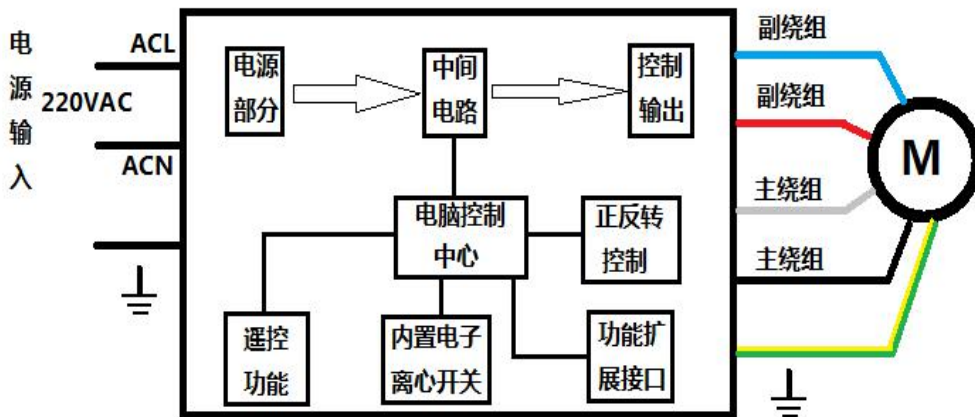 电源输入
ACL
220VAC
ACN
电源
部分
中间
电路
控制
输出
电脑控制
中心
正反转
控制
遥控
功能
内置电子
离心开关
功能扩
展接口
副绕组
副绕组
主绕组
主绕组
M